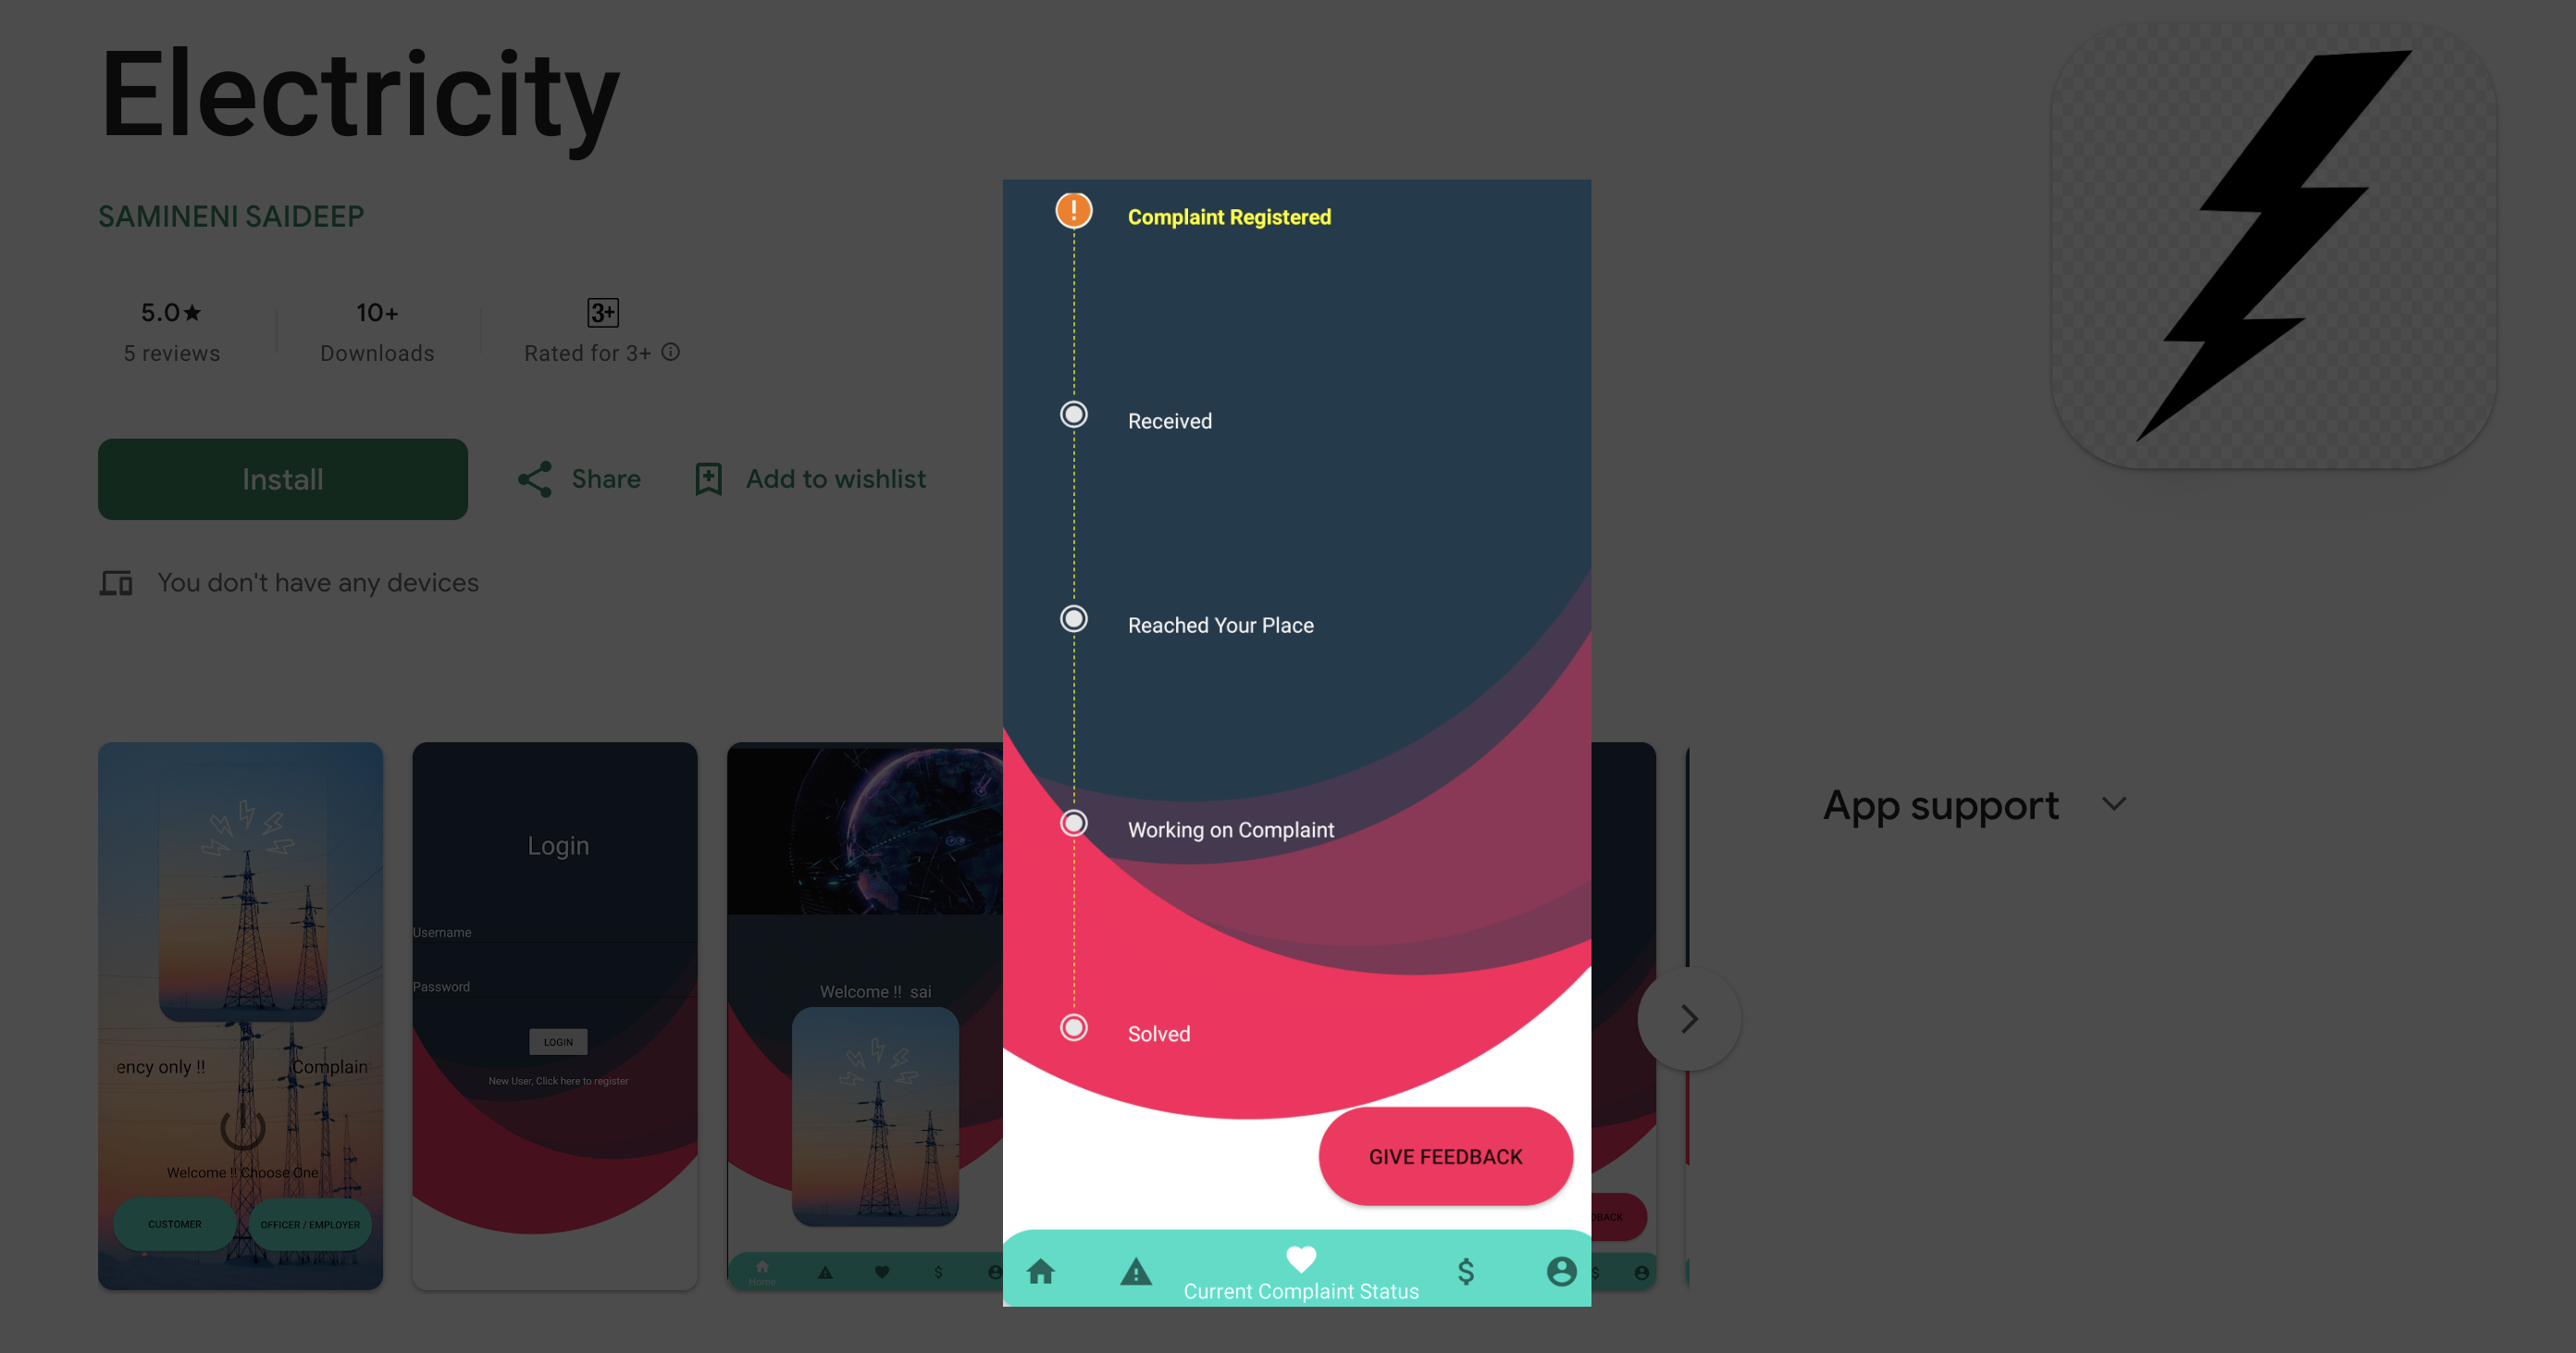 Electricity
SAMINENI SAIDEEP
5.0★
5 reviews
10+
Downloads
3+
Rated for 3+
Install
Share
Add to wishlist
You don't have any devices
ency only !!
Complain
Welcome !! Choose One
CUSTOMER
OFFICER / EMPLOYER
Login
Username
Password
LOGIN
New User, Click here to register
Welcome !! sai
Home
$
Complaint Registered
Received
Reached Your Place
Working on Complaint
Solved
GIVE FEEDBACK
Current Complaint Status
$
BACK
$
App support